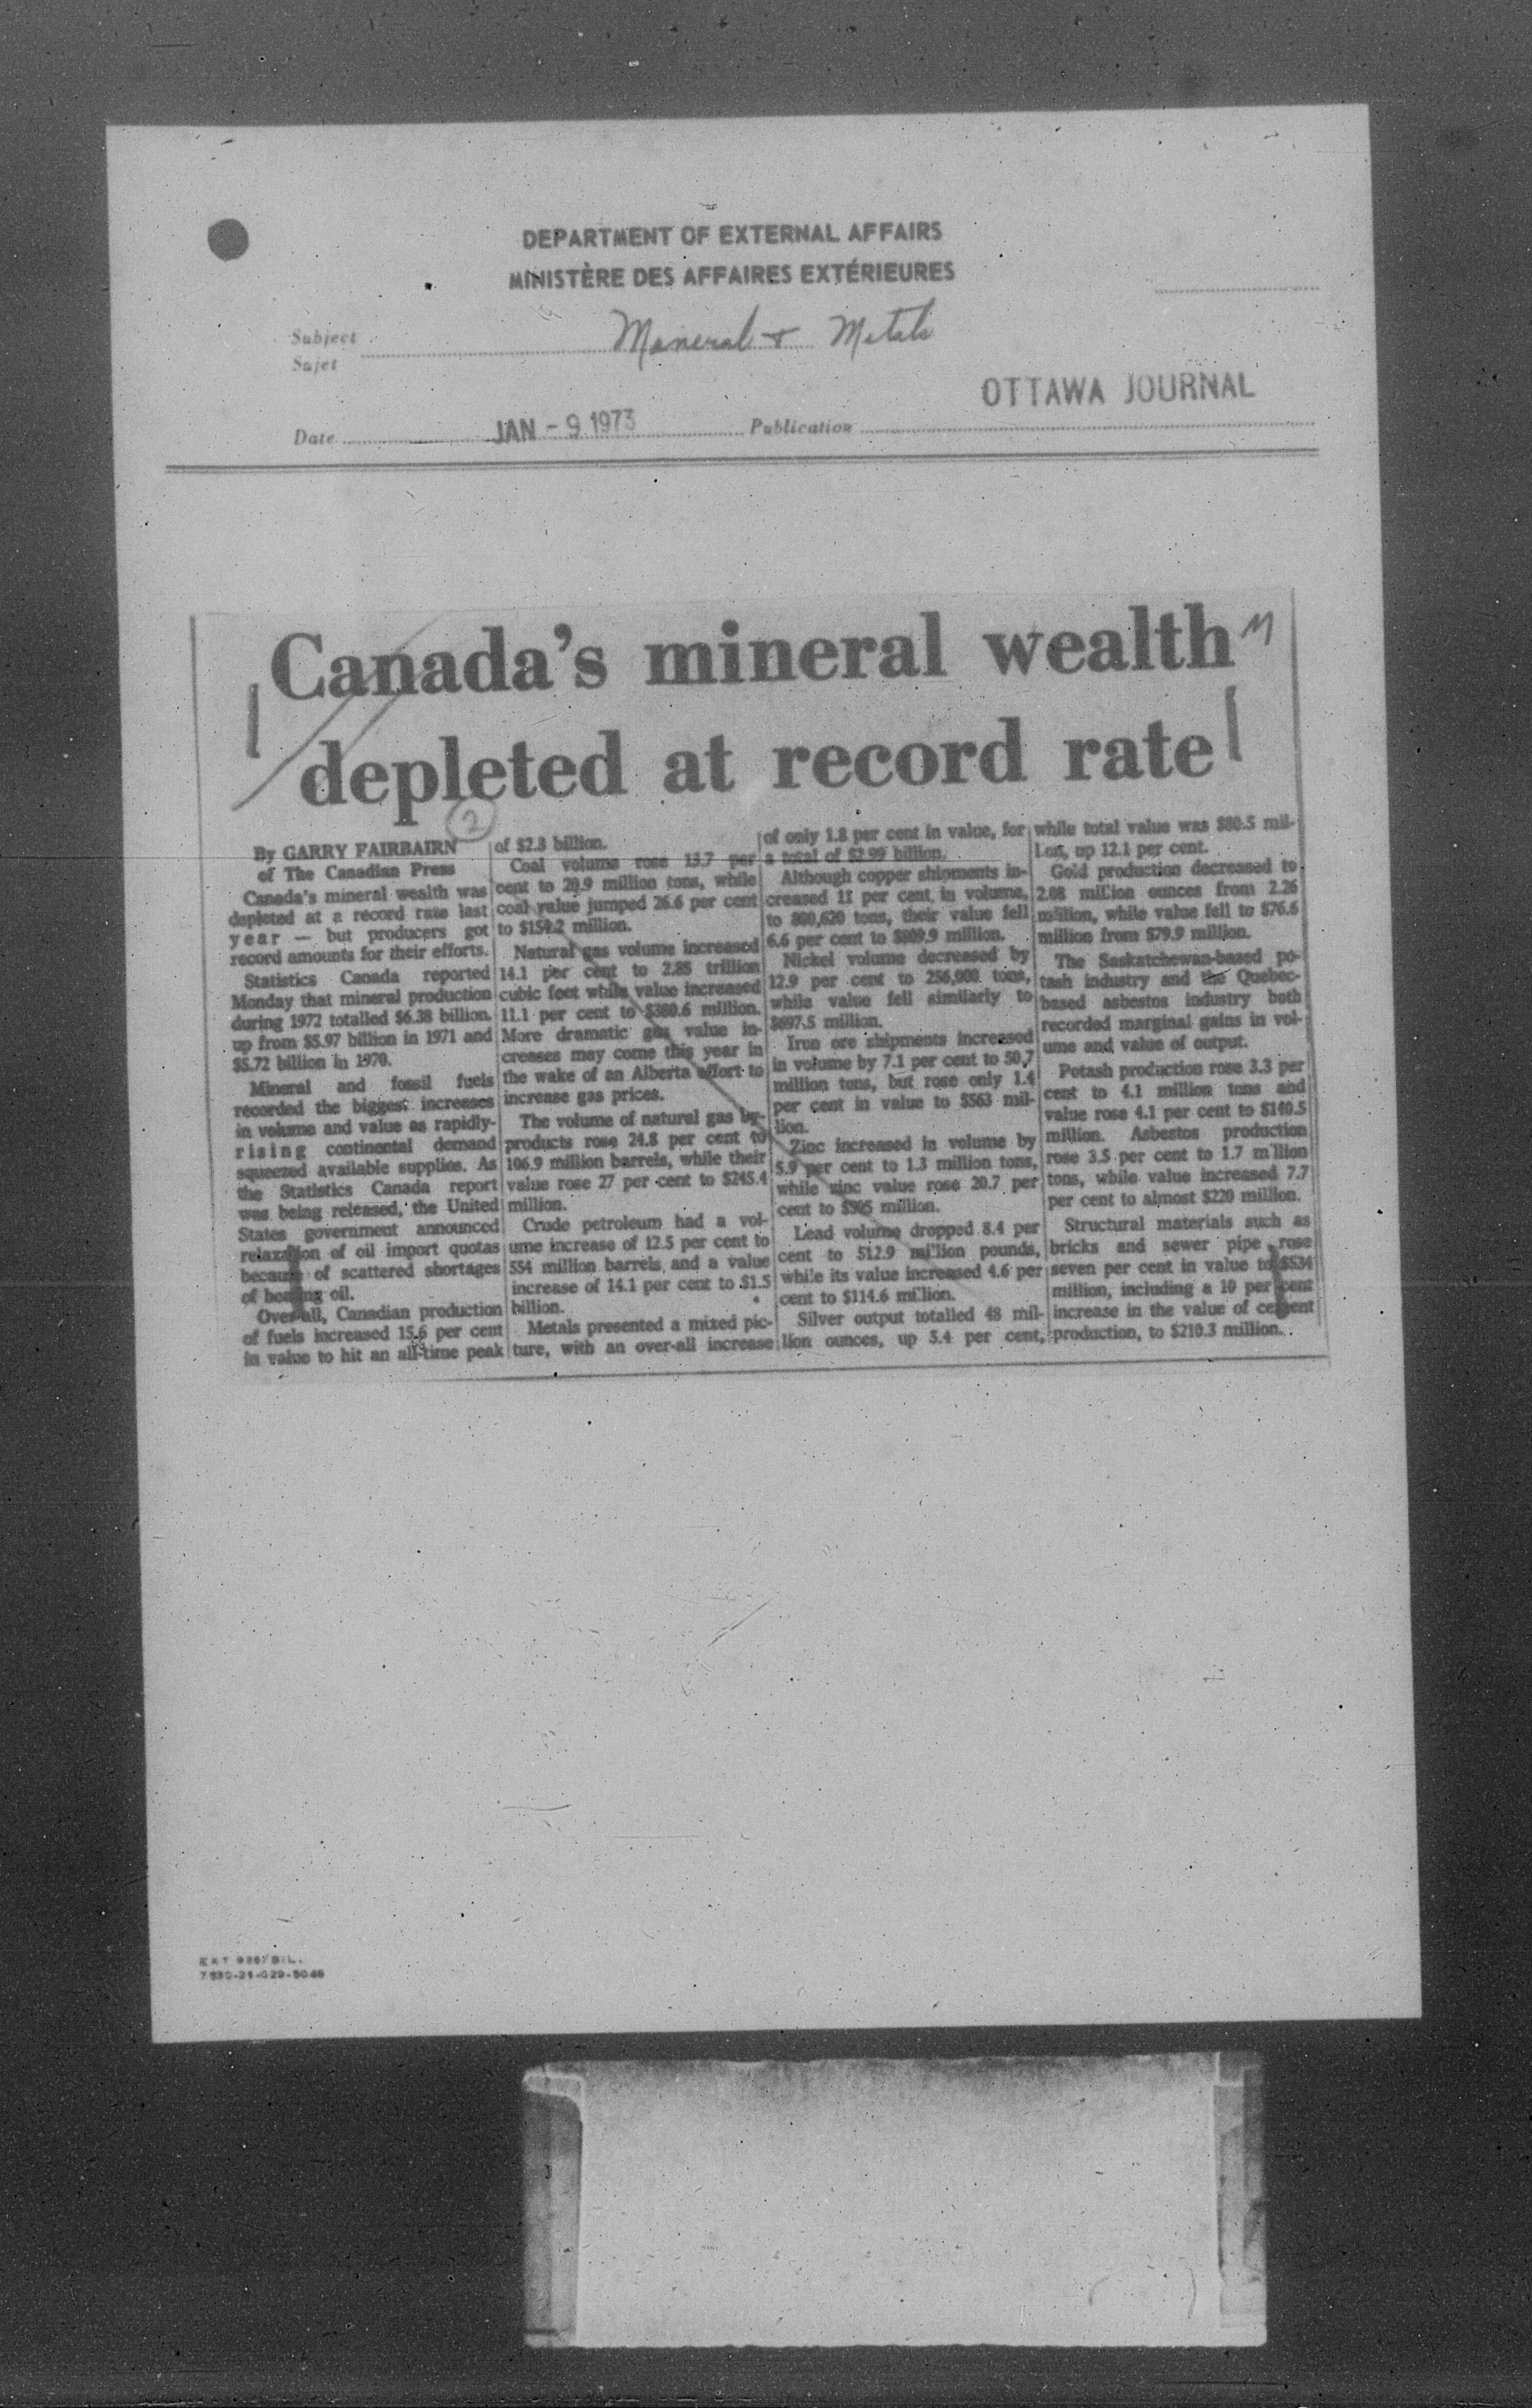 DEPARTMENT OF EXTERNAL AFFAIRS
MINISTÈRE DES AFFAIRES EXTÉRIEURES
Subject
Sujet
Mineral + Metals
OTTAWA JOURNAL
Date
JAN - 9 1973
Publication
Canada's mineral wealth
depleted at record rate
2
By GARRY FAIRBAIRN
of The Canadian Press
Canada's mineral wealth was
depleted at a record rate last
year — but producers got
record amounts for their efforts.
Statistics Canada reported
Monday that mineral production
during 1972 totalled $6.38 billion,
up from $5.97 billion in 1971 and
$5.72 billion in 1970.
Mineral and fossil fuels
recorded the biggest increases
in volume and value as rapidly-
rising continental demand
squeezed available supplies. As
the Statistics Canada report
was being released, the United
States government announced
relaxation of oil import quotas
because of scattered shortages
of heating oil.
Over-all, Canadian production
of fuels increased 15.6 per cent
in value to hit an all-time peak
of $2.3 billion.
Coal volume rose 13.7 per
cent to 20.9 million tons, while
coal value jumped 26.6 per cent
to $154.2 million.
Natural gas volume increased
14.1 per cent to 2.85 trillion
cubic feet while value increased
11.1 per cent to $380.6 million.
More dramatic gas value in-
creases may come this year in
the wake of an Alberta effort to
increase gas prices.
The volume of natural gas by-
products rose 24.8 per cent to
106.9 million barrels, while their
value rose 27 per cent to $245.4
million.
Crude petroleum had a vol-
ume increase of 12.5 per cent to
554 million barrels, and a value
increase of 14.1 per cent to $1.5
billion.
Metals presented a mixed pic-
ture, with an over-all increase
of only 1.8 per cent in value, for
a total of $2.99 billion.
Although copper shipments in-
creased 11 per cent in volume,
to 800,620 tons, their value fell
6.6 per cent to $809.9 million.
Nickel volume decreased by
12.9 per cent to 256,000 tons,
while value fell similarly to
$697.5 million.
Iron ore shipments increased
in volume by 7.1 per cent to 50.7
million tons, but rose only 1.4
per cent in value to $563 mil-
lion.
Zinc increased in volume by
5.9 per cent to 1.3 million tons,
while zinc value rose 20.7 per
cent to $505 million.
Lead volume dropped 8.4 per
cent to 512.9 million pounds,
while its value increased 4.6 per
cent to $114.6 million.
Silver output totalled 48 mil-
lion ounces, up 5.4 per cent,
while total value was $80.5 mil-
lion, up 12.1 per cent.
Gold production decreased to
2.08 million ounces from 2.26
million, while value fell to $76.6
million from $79.9 million.
The Saskatchewan-based po-
tash industry and the Quebec-
based asbestos industry both
recorded marginal gains in vol-
ume and value of output.
Potash production rose 3.3 per
cent to 4.1 million tons and
value rose 4.1 per cent to $140.5
million. Asbestos production
rose 3.5 per cent to 1.7 million
tons, while value increased 7.7
per cent to almost $220 million.
Structural materials such as
bricks and sewer pipe rose
seven per cent in value to $534
million, including a 10 per cent
increase in the value of cement
production, to $210.3 million.
7530-21-029-5046